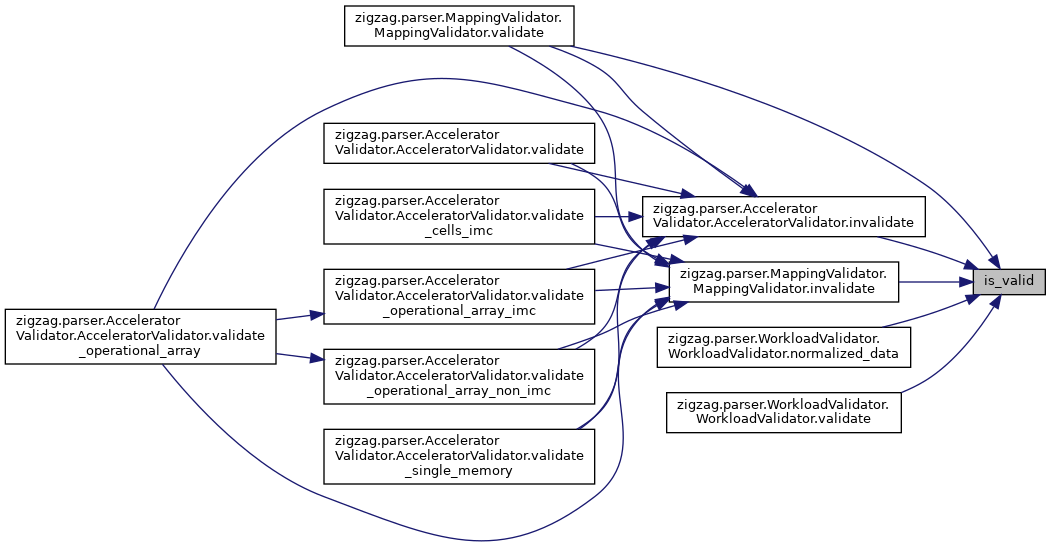 zigzag.parser.MappingValidator.
MappingValidator.validate
zigzag.parser.Accelerator
Validator.AcceleratorValidator.validate
zigzag.parser.Accelerator
Validator.AcceleratorValidator.validate
_cells_imc
zigzag.parser.Accelerator
Validator.AcceleratorValidator.validate
_operational_array_imc
zigzag.parser.Accelerator
Validator.AcceleratorValidator.validate
_operational_array
zigzag.parser.Accelerator
Validator.AcceleratorValidator.validate
_operational_array_non_imc
zigzag.parser.Accelerator
Validator.AcceleratorValidator.validate
_single_memory
zigzag.parser.Accelerator
Validator.AcceleratorValidator.invalidate
zigzag.parser.MappingValidator.
MappingValidator.invalidate
zigzag.parser.WorkloadValidator.
WorkloadValidator.normalized_data
zigzag.parser.WorkloadValidator.
WorkloadValidator.validate
is_valid